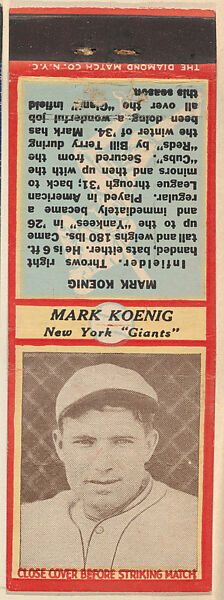 THE DIAMOND MATCH CO. N.Y.C.
MARK KOENIG
Infielder. Throws right
handed, bats either. He is 6 ft.
tall and weighs 180 lbs. Came
up to the "Yankees" in '26
and immediately became a
regular. Played in American
League through '31; back to
minors and then up with the
"Cubs". Secured from the
"Reds" by Bill Terry during
the winter of '34. Mark has
been doing a wonderful job
all over the "Giants" infield
this season.
MARK KOENIG
New York "Giants"
CLOSE COVER BEFORE STRIKING MATCH